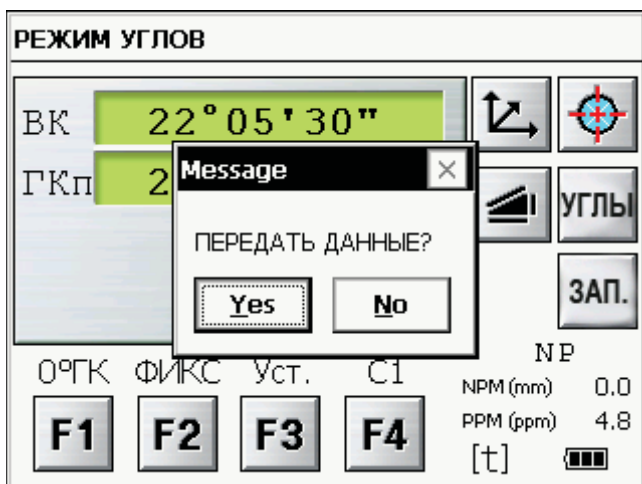 РЕЖИМ УГЛОВ
ВК 22°05'30"
ГКп 2
Message
ПЕРЕДАТЬ ДАННЫЕ?
Yes No
УГЛЫ
ЗАП.
0°ГК ФИКС Уст. С1
F1 F2 F3 F4
NP
NPM (mm) 0.0
PPM (ppm) 4.8
[t]